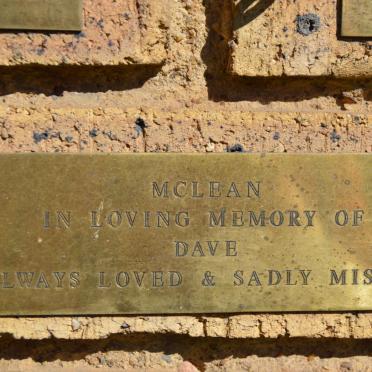 MCLEAN
IN LOVING MEMORY OF
DAVE
LWAYS LOVED & SADLY MIS